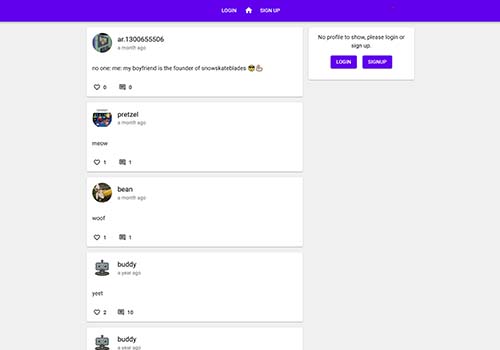 LOGIN SIGN UP
ar.1300655506
a month ago
no one: me: my boyfriend is the founder of snowskateblades 😎💪🏼
0 0
pretzel
a month ago
meow
1 1
bean
a month ago
woof
1 1
buddy
a year ago
yeet
2 10
buddy
a year ago
No profile to show, please login or
sign up.
LOGIN SIGNUP